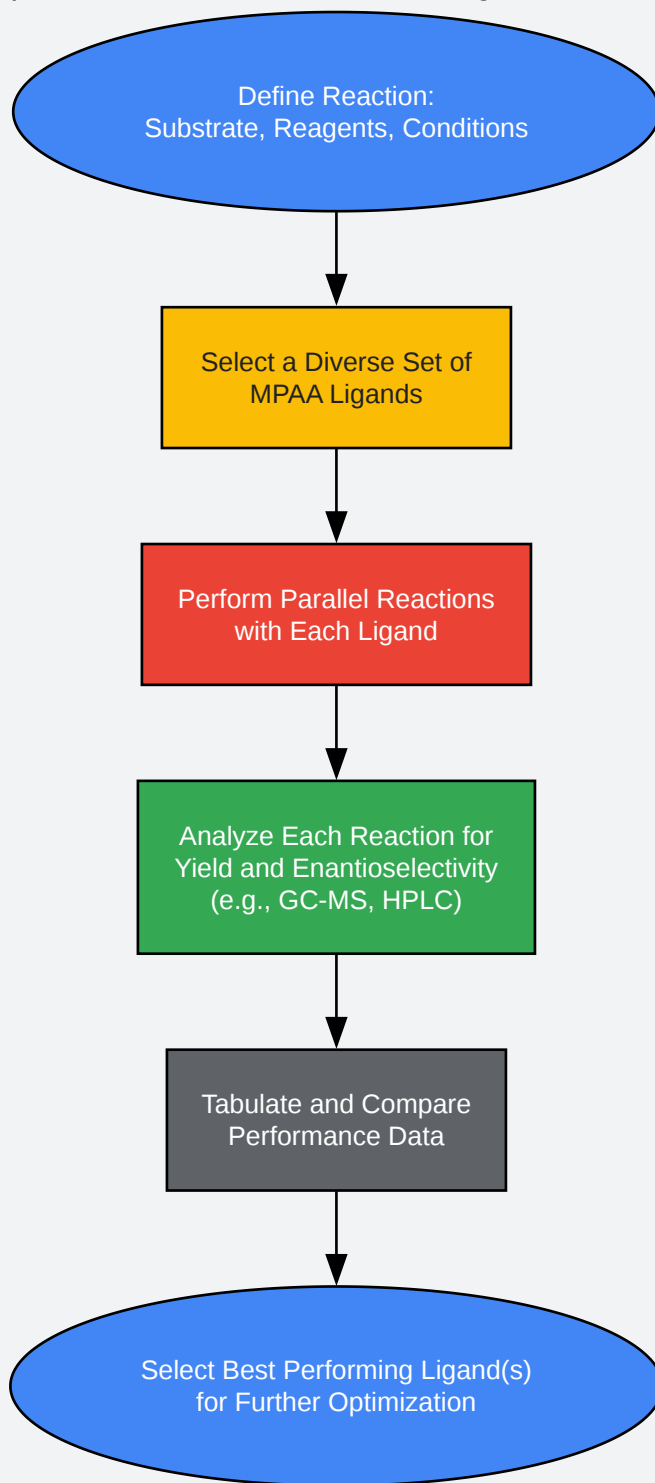 Define Reaction:
Substrate, Reagents, Conditions
Select a Diverse Set of
MPAA Ligands
Perform Parallel Reactions
with Each Ligand
Analyze Each Reaction for
Yield and Enantioselectivity
(e.g., GC-MS, HPLC)
Tabulate and Compare
Performance Data
Select Best Performing Ligand(s)
for Further Optimization